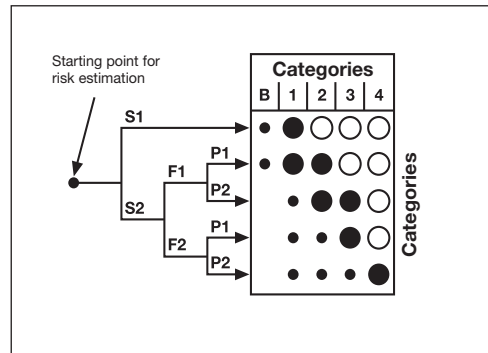 Starting point for
risk estimation
Categories
B 1 2 3 4
S1
P1
F1
P2
S2
P1
F2
P2
Categories